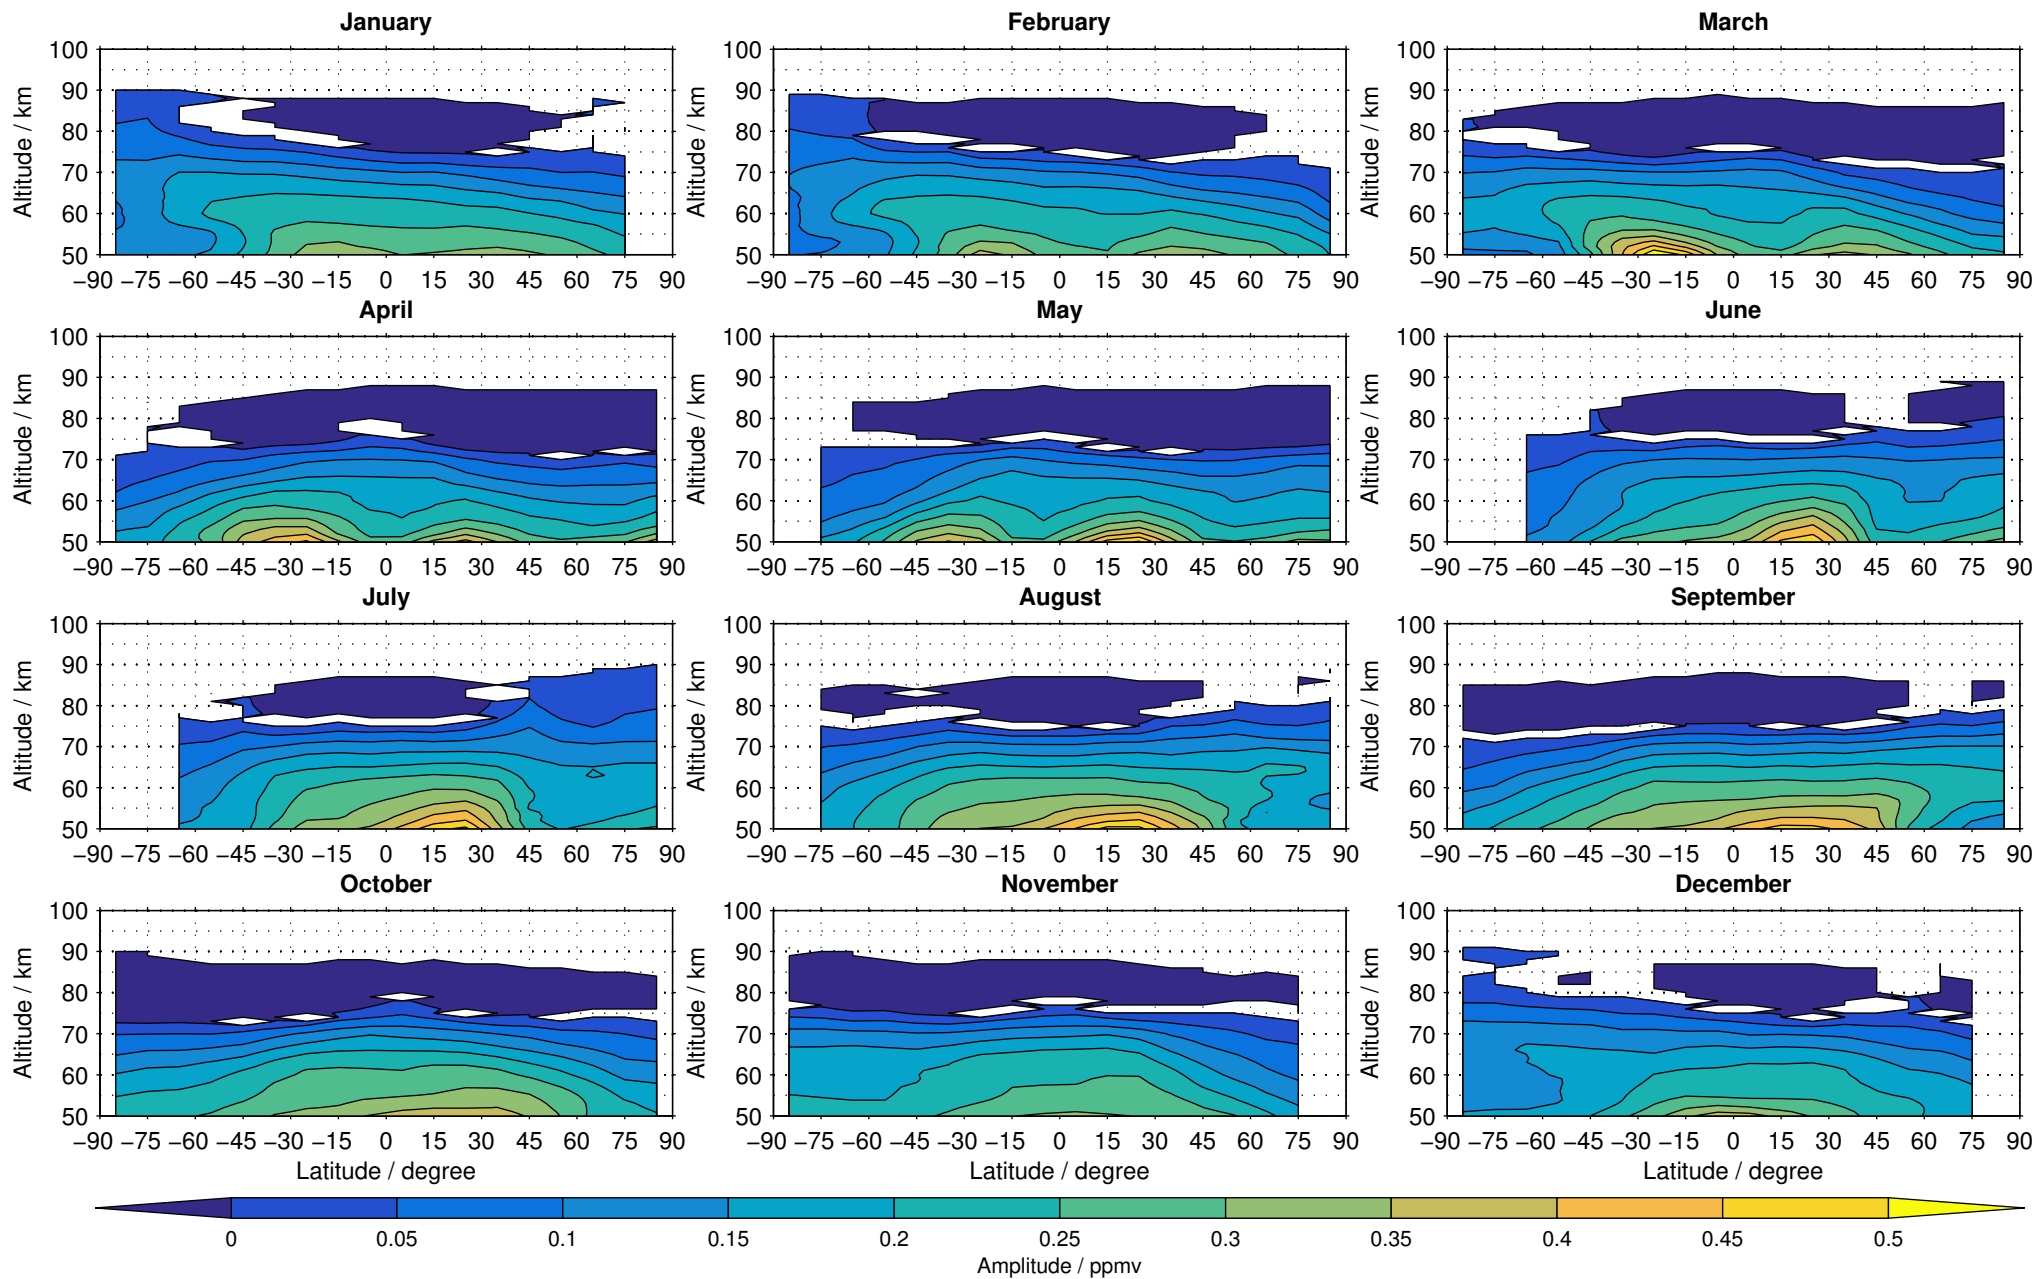 January February March
100 100 100
90 90 90
80 80 80
70 70 70
60 60 60
50 50 50
Altitude / km Altitude / km Altitude / km
−90 −75 −60 −45 −30 −15 0 15 30 45 60 75 90 −90 −75 −60 −45 −30 −15 0 15 30 45 60 75 90 −90 −75 −60 −45 −30 −15 0 15 30 45 60 75 90
April May June
100 100 100
90 90 90
80 80 80
70 70 70
60 60 60
50 50 50
Altitude / km Altitude / km Altitude / km
−90 −75 −60 −45 −30 −15 0 15 30 45 60 75 90 −90 −75 −60 −45 −30 −15 0 15 30 45 60 75 90 −90 −75 −60 −45 −30 −15 0 15 30 45 60 75 90
July August September
100 100 100
90 90 90
80 80 80
70 70 70
60 60 60
50 50 50
Altitude / km Altitude / km Altitude / km
−90 −75 −60 −45 −30 −15 0 15 30 45 60 75 90 −90 −75 −60 −45 −30 −15 0 15 30 45 60 75 90 −90 −75 −60 −45 −30 −15 0 15 30 45 60 75 90
October November December
100 100 100
90 90 90
80 80 80
70 70 70
60 60 60
50 50 50
Altitude / km Altitude / km Altitude / km
−90 −75 −60 −45 −30 −15 0 15 30 45 60 75 90 −90 −75 −60 −45 −30 −15 0 15 30 45 60 75 90 −90 −75 −60 −45 −30 −15 0 15 30 45 60 75 90
Latitude / degree Latitude / degree Latitude / degree
0 0.05 0.1 0.15 0.2 0.25 0.3 0.35 0.4 0.45 0.5
Amplitude / ppmv